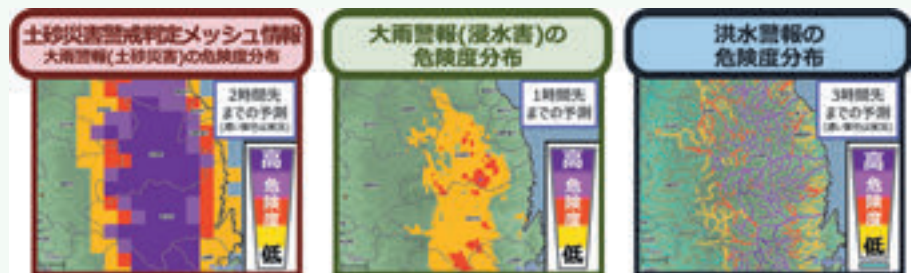 土砂災害警戒判定メッシュ情報
大雨警報(土砂災害)の危険度分布
2時間先
までの予測
高
危険度
低
大雨警報(浸水害)の
危険度分布
1時間先
までの予測
高
危険度
低
洪水警報の
危険度分布
3時間先
までの予測
高
危険度
低